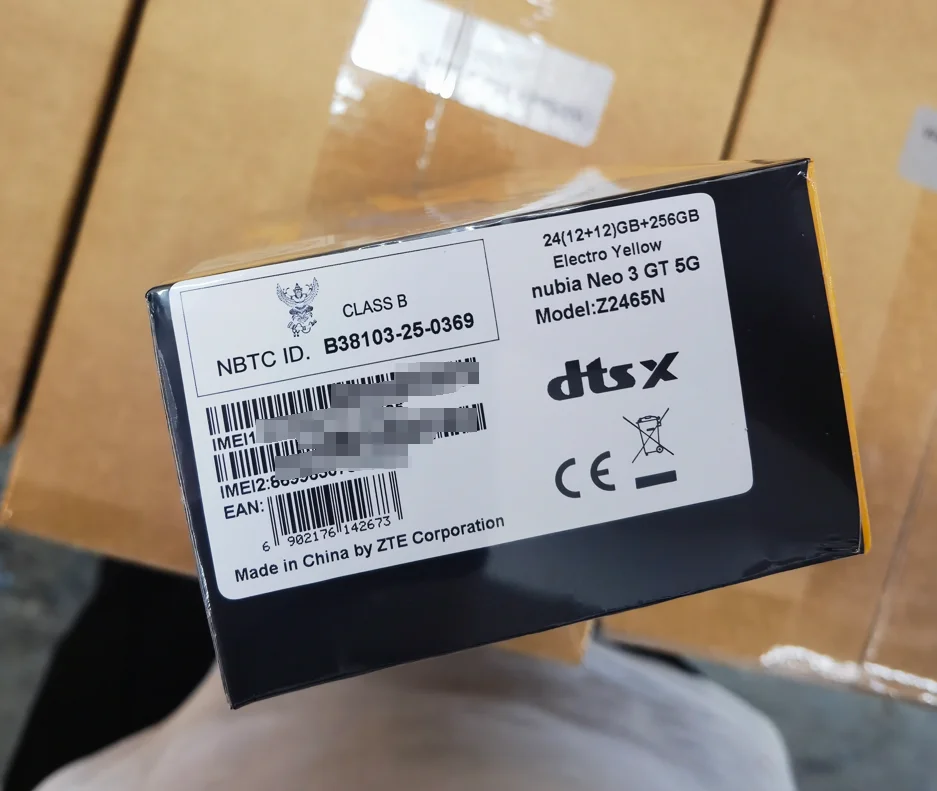 CLASS B
NBTC ID. B38103-25-0369
IMEI1
IMEI2:
EAN:
6 902176 142673
Made in China by ZTE Corporation
24(12+12)GB+256GB
Electro Yellow
nubia Neo 3 GT 5G
Model:Z2465N
dts x
CE